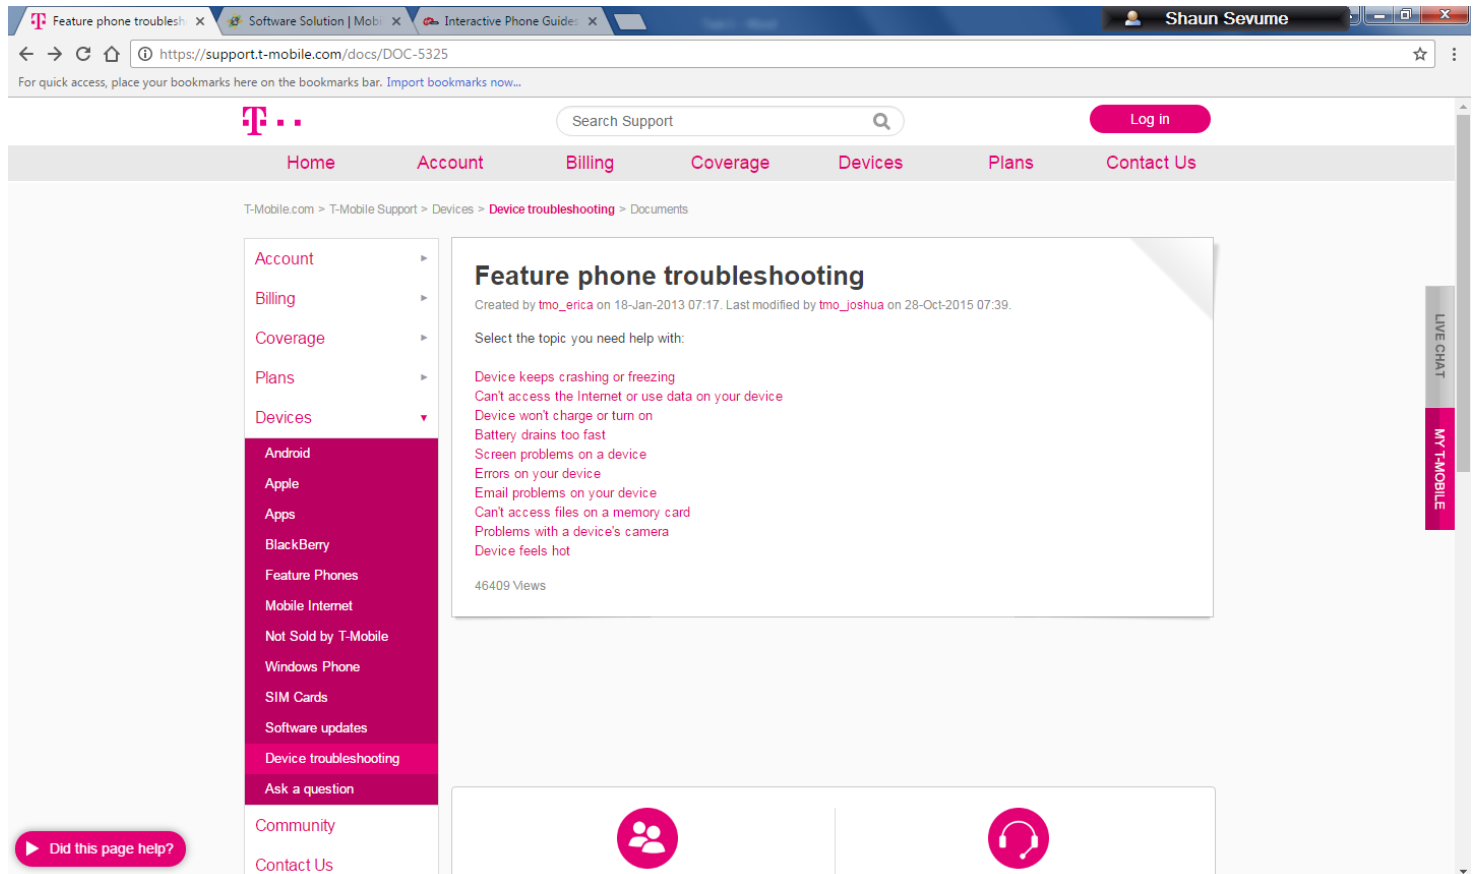 Feature phone troublesh
Software Solution | Mobi
Interactive Phone Guides
Shaun Sevume
https://support.t-mobile.com/docs/DOC-5325
For quick access, place your bookmarks here on the bookmarks bar. Import bookmarks now...
T
Search Support
Log in
Home Account Billing Coverage Devices Plans Contact Us
T-Mobile.com > T-Mobile Support > Devices > Device troubleshooting > Documents
Account
Billing
Coverage
Plans
Devices
Android
Apple
Apps
BlackBerry
Feature Phones
Mobile Internet
Not Sold by T-Mobile
Windows Phone
SIM Cards
Software updates
Device troubleshooting
Ask a question
Community
Contact Us
Feature phone troubleshooting
Created by tmo_erica on 18-Jan-2013 07:17. Last modified by tmo_joshua on 28-Oct-2015 07:39.
Select the topic you need help with:
Device keeps crashing or freezing
Can't access the Internet or use data on your device
Device won't charge or turn on
Battery drains too fast
Screen problems on a device
Errors on your device
Email problems on your device
Can't access files on a memory card
Problems with a device's camera
Device feels hot
46409 Views
LIVE CHAT
MY T-MOBILE
Did this page help?